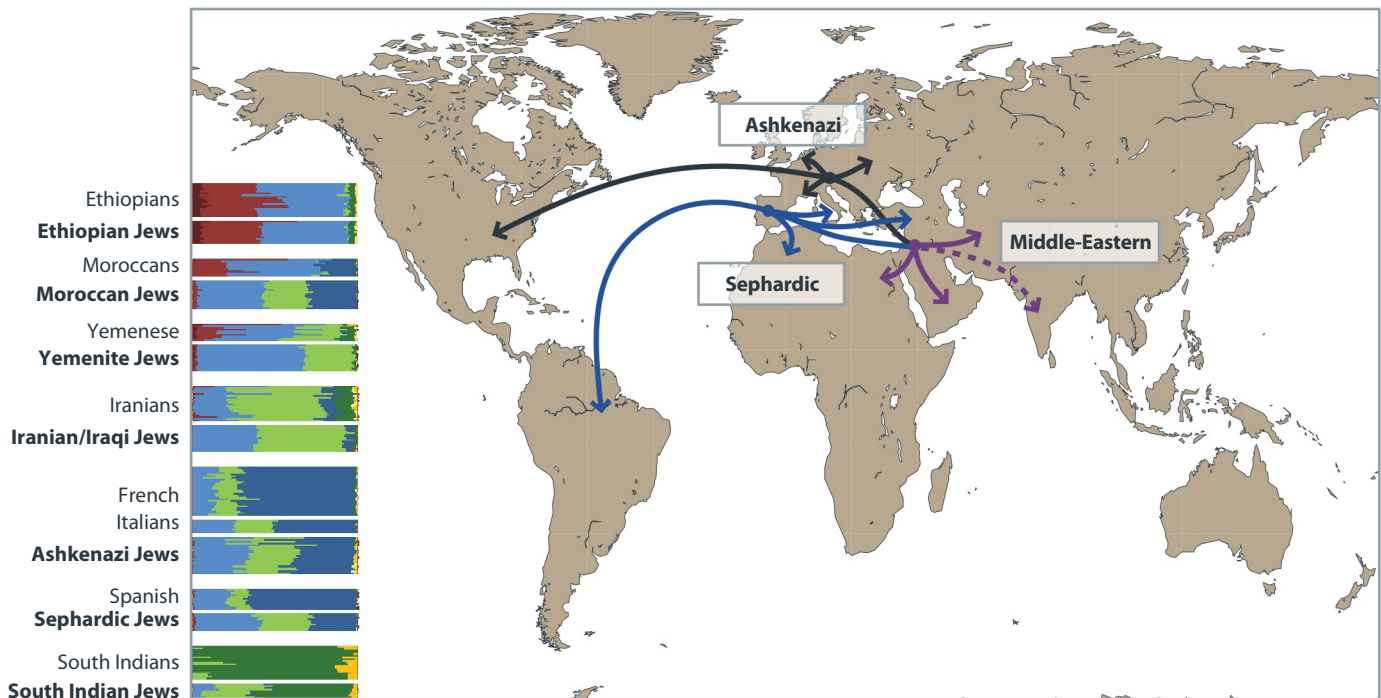 Ashkenazi
Middle-Eastern
Sephardic
Ethiopians
Ethiopian Jews
Moroccans
Moroccan Jews
Yemenese
Yemenite Jews
Iranians
Iranian/Iraqi Jews
French
Italians
Ashkenazi Jews
Spanish
Sephardic Jews
South Indians
South Indian Jews